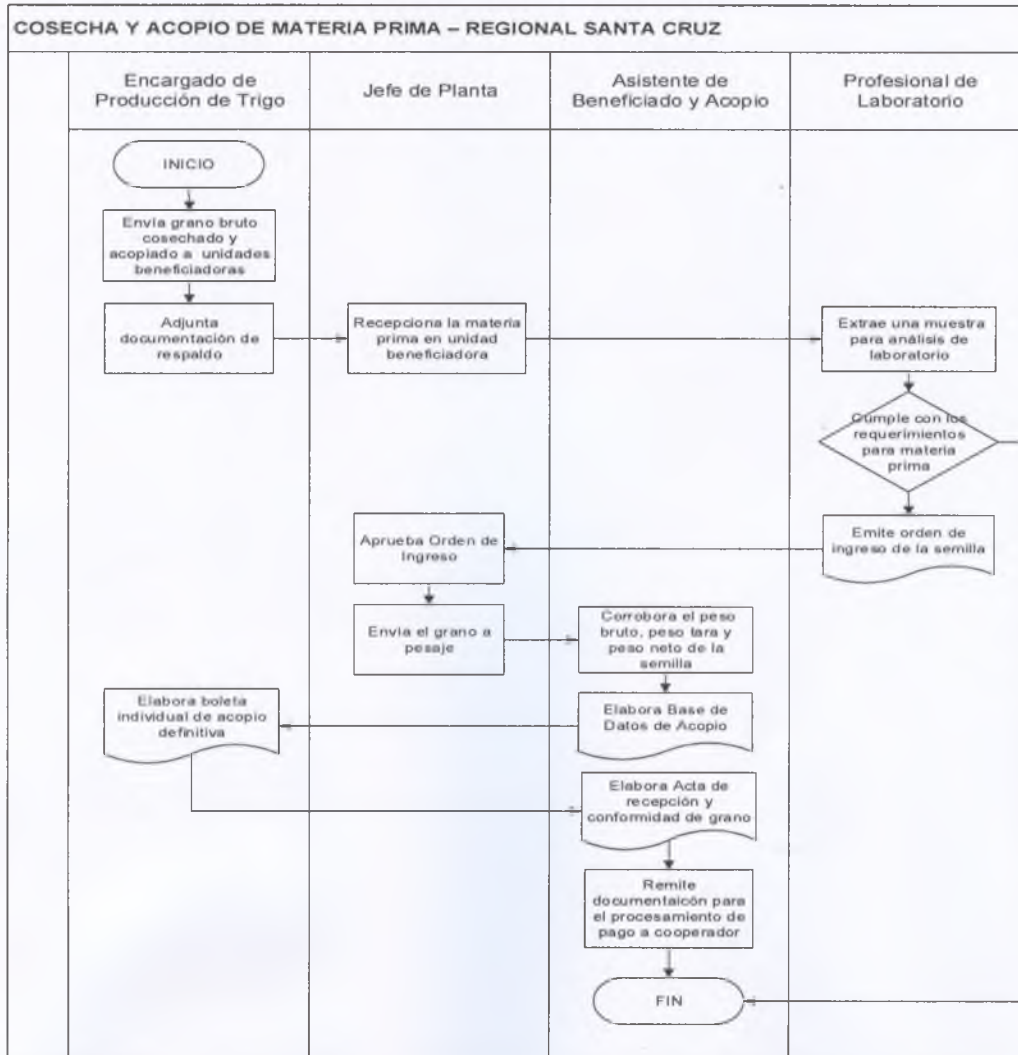 COSECHA Y ACOPIO DE MATERIA PRIMA – REGIONAL SANTA CRUZ
Encargado de
Producción de Trigo
Jefe de Planta
Asistente de
Beneficiado y Acopio
Profesional de
Laboratorio
INICIO
Envía grano bruto
cosechado y
acopiado a unidades
beneficiadoras
Adjunta
documentación de
respaldo
Recepciona la materia
prima en unidad
beneficiadora
Extrae una muestra
para análisis de
laboratorio
Cumple con los
requerimientos
para materia
prima
Emite orden de
ingreso de la semilla
Aprueba Orden de
Ingreso
Envía el grano a
pesaje
Corrobora el peso
bruto, peso tara y
peso neto de la
semilla
Elabora Base de
Datos de Acopio
Elabora boleta
individual de acopio
definitiva
Elabora Acta de
recepción y
conformidad de grano
Remite
documentaicón para
el procesamiento de
pago a cooperador
FIN